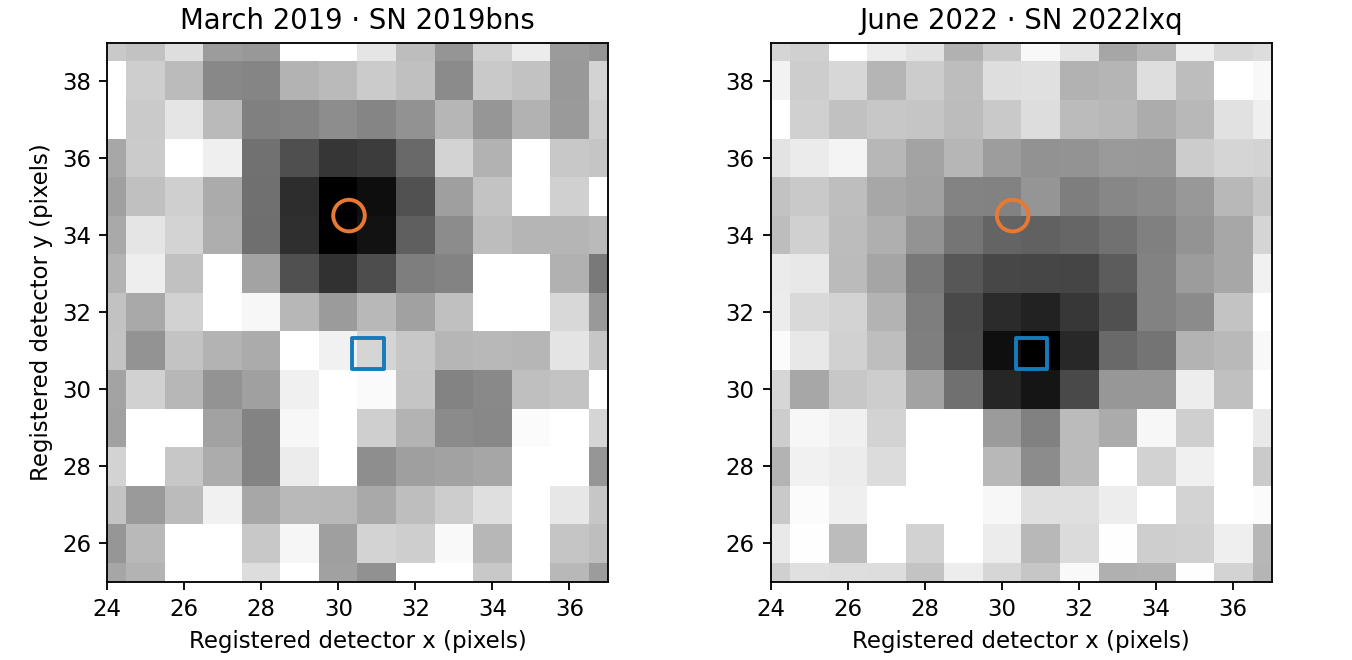 March 2019 · SN 2019bns
June 2022 · SN 2022lxq
38
36
34
32
30
28
26
Registered detector y (pixels)
24 26 28 30 32 34 36
Registered detector x (pixels)
38
36
34
32
30
28
26
24 26 28 30 32 34 36
Registered detector x (pixels)